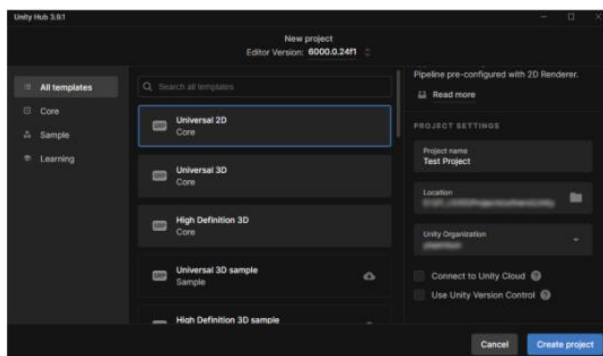 Unity Hub 3.9.1
New project
Editor Version: 6000.0.24f1
All templates
Core
Sample
Learning
Search all templates
Universal 2D
Core
Universal 3D
Core
High Definition 3D
Core
Universal 3D sample
Sample
High Definition 3D sample
Pipeline pre-configured with 2D Renderer.
Read more
PROJECT SETTINGS
Project name
Test Project
Location
Unity Organization
Connect to Unity Cloud
Use Unity Version Control
Cancel
Create project